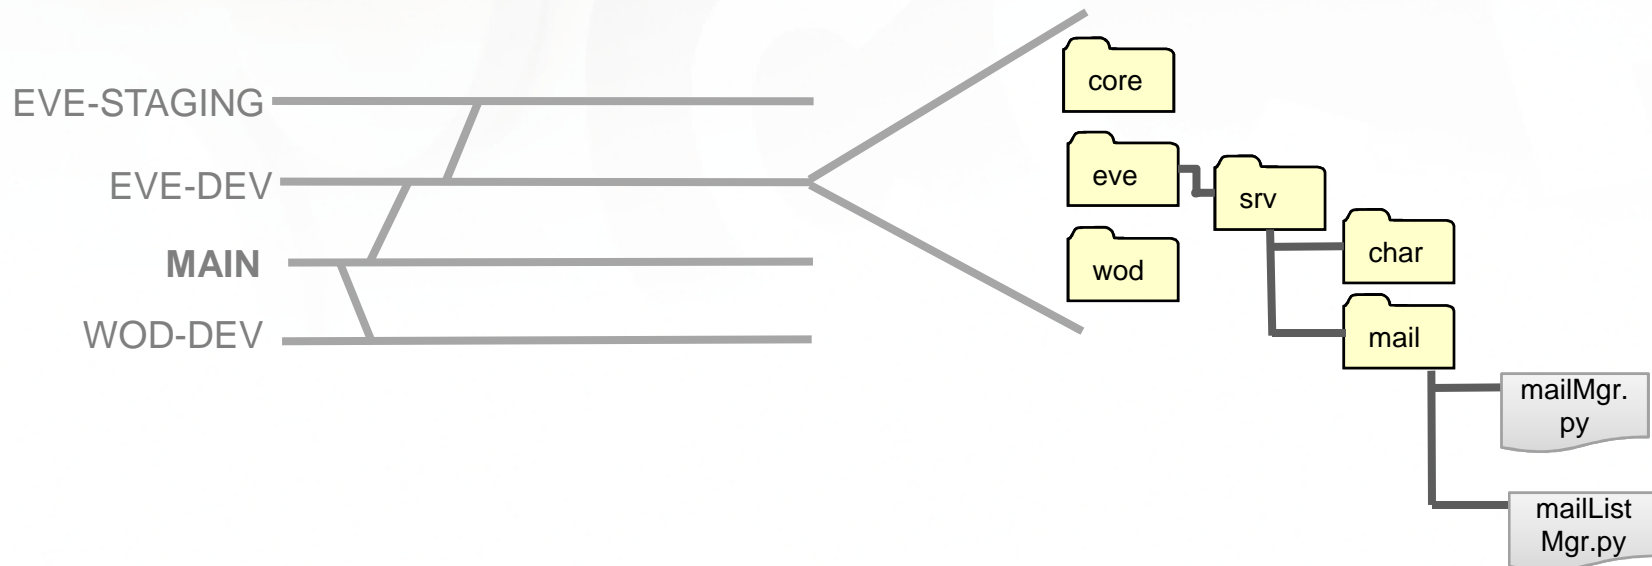 EVE-STAGING
EVE-DEV
MAIN
WOD-DEV
core
eve
srv
wod
char
mail
mailMgr.
py
mailList
Mgr.py